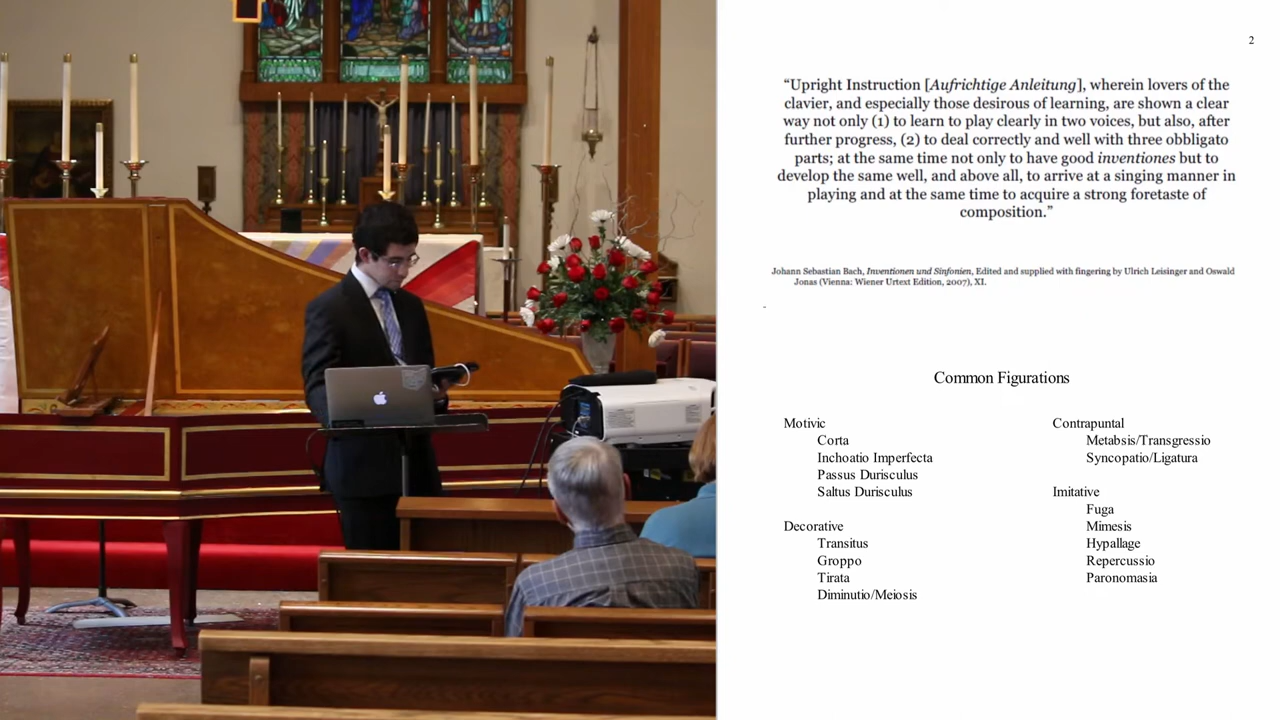 2
“Upright Instruction [Aufrichtige Anleitung], wherein lovers of the
clavier, and especially those desirous of learning, are shown a clear
way not only (1) to learn to play clearly in two voices, but also, after
further progress, (2) to deal correctly and well with three obbligato
parts; at the same time not only to have good inventiones but to
develop the same well, and above all, to arrive at a singing manner in
playing and at the same time to acquire a strong foretaste of
composition.”
Johann Sebastian Bach, Inventionen und Sinfonien, Edited and supplied with fingering by Ulrich Leisinger and Oswald
Jonas (Vienna: Wiener Urtext Edition, 2007), XI.
-
Common Figurations
Motivic
Corta
Inchoatio Imperfecta
Passus Durisculus
Saltus Durisculus
Decorative
Transitus
Groppo
Tirata
Diminutio/Meiosis
Contrapuntal
Metabsis/Transgressio
Syncopatio/Ligatura
Imitative
Fuga
Mimesis
Hypallage
Repercussio
Paronomasia